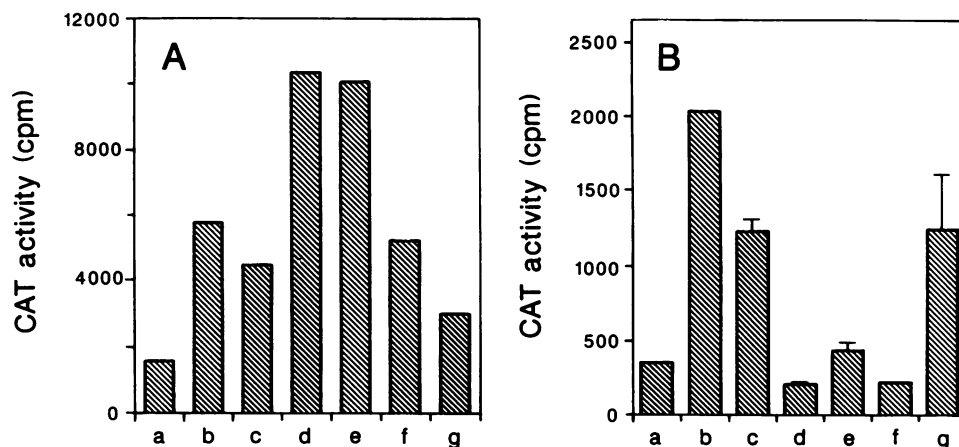 A
CAT activity (cpm)
12000
8000
4000
0
a b c d e f g
B
CAT activity (cpm)
2500
2000
1500
1000
500
0
a b c d e f g